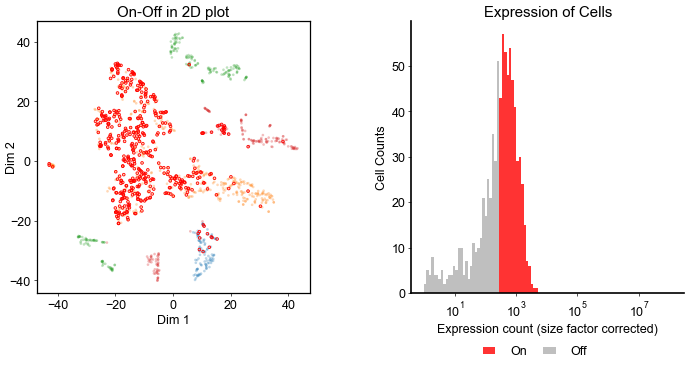 On-Off in 2D plot
40
20
0
−20
−40
Dim 2
−40 −20 0 20 40
Dim 1
Expression of Cells
50
40
30
20
10
0
Cell Counts
10^1 10^3 10^5 10^7
Expression count (size factor corrected)
On Off